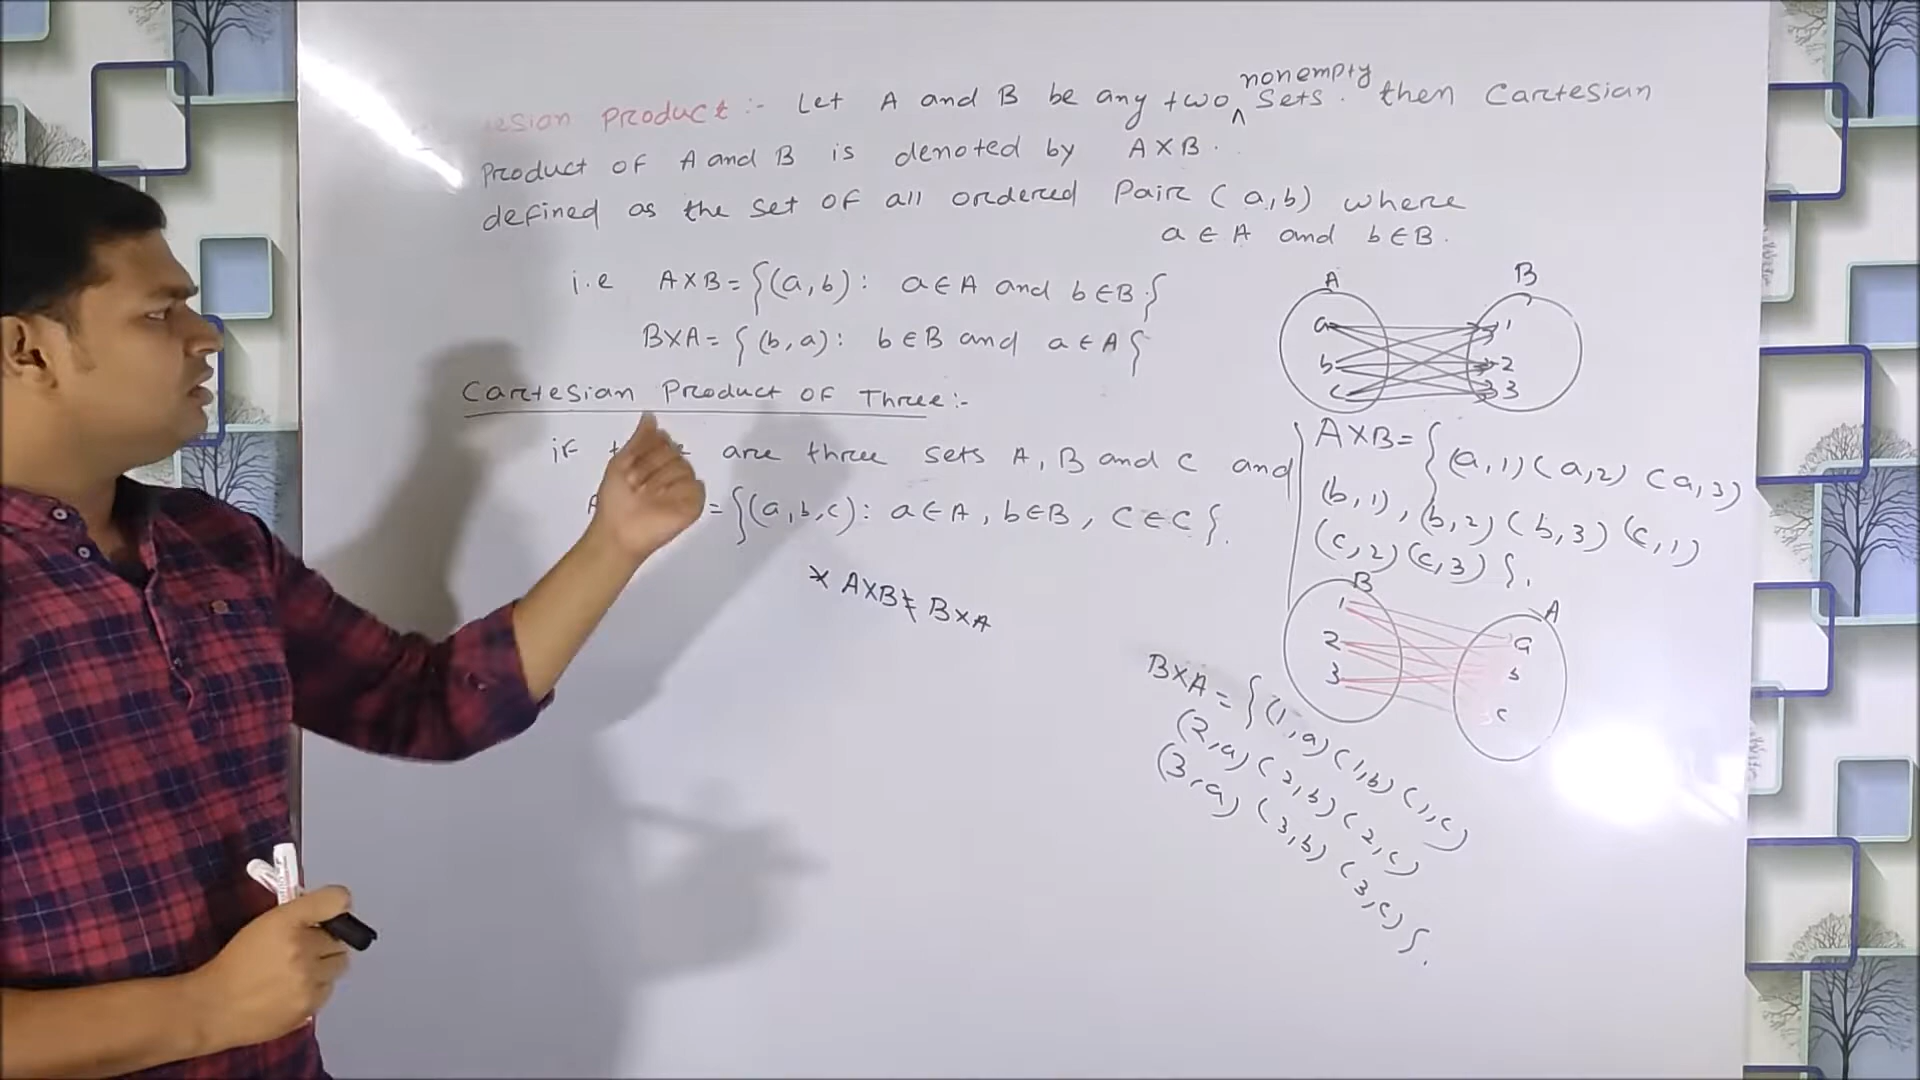 esion Product :- Let A and B be any two nonempty sets. then Cartesian
Product of A and B is denoted by A×B.
defined as the set of all ordered Pair (a,b) where
a ∈ A and b ∈ B.
i.e A×B = {(a,b) : a ∈ A and b ∈ B.}
B×A = {(b,a) : b ∈ B and a ∈ A}
Cartesian Product of Three :-
if are three sets A, B and C and
A = {(a,b,c) : a ∈ A, b ∈ B, C ∈ C}.
* A×B ≠ B×A
A B
a 1
b 2
c 3
A×B = {(a,1) (a,2) (a,3)
(b,1), (b,2) (b,3) (c,1)
(c,2) (c,3)}.
B A
1 a
2 b
3 c
B×A = {(1,a) (1,b) (1,c)
(2,a) (2,b) (2,c)
(3,a) (3,b) (3,c)}.